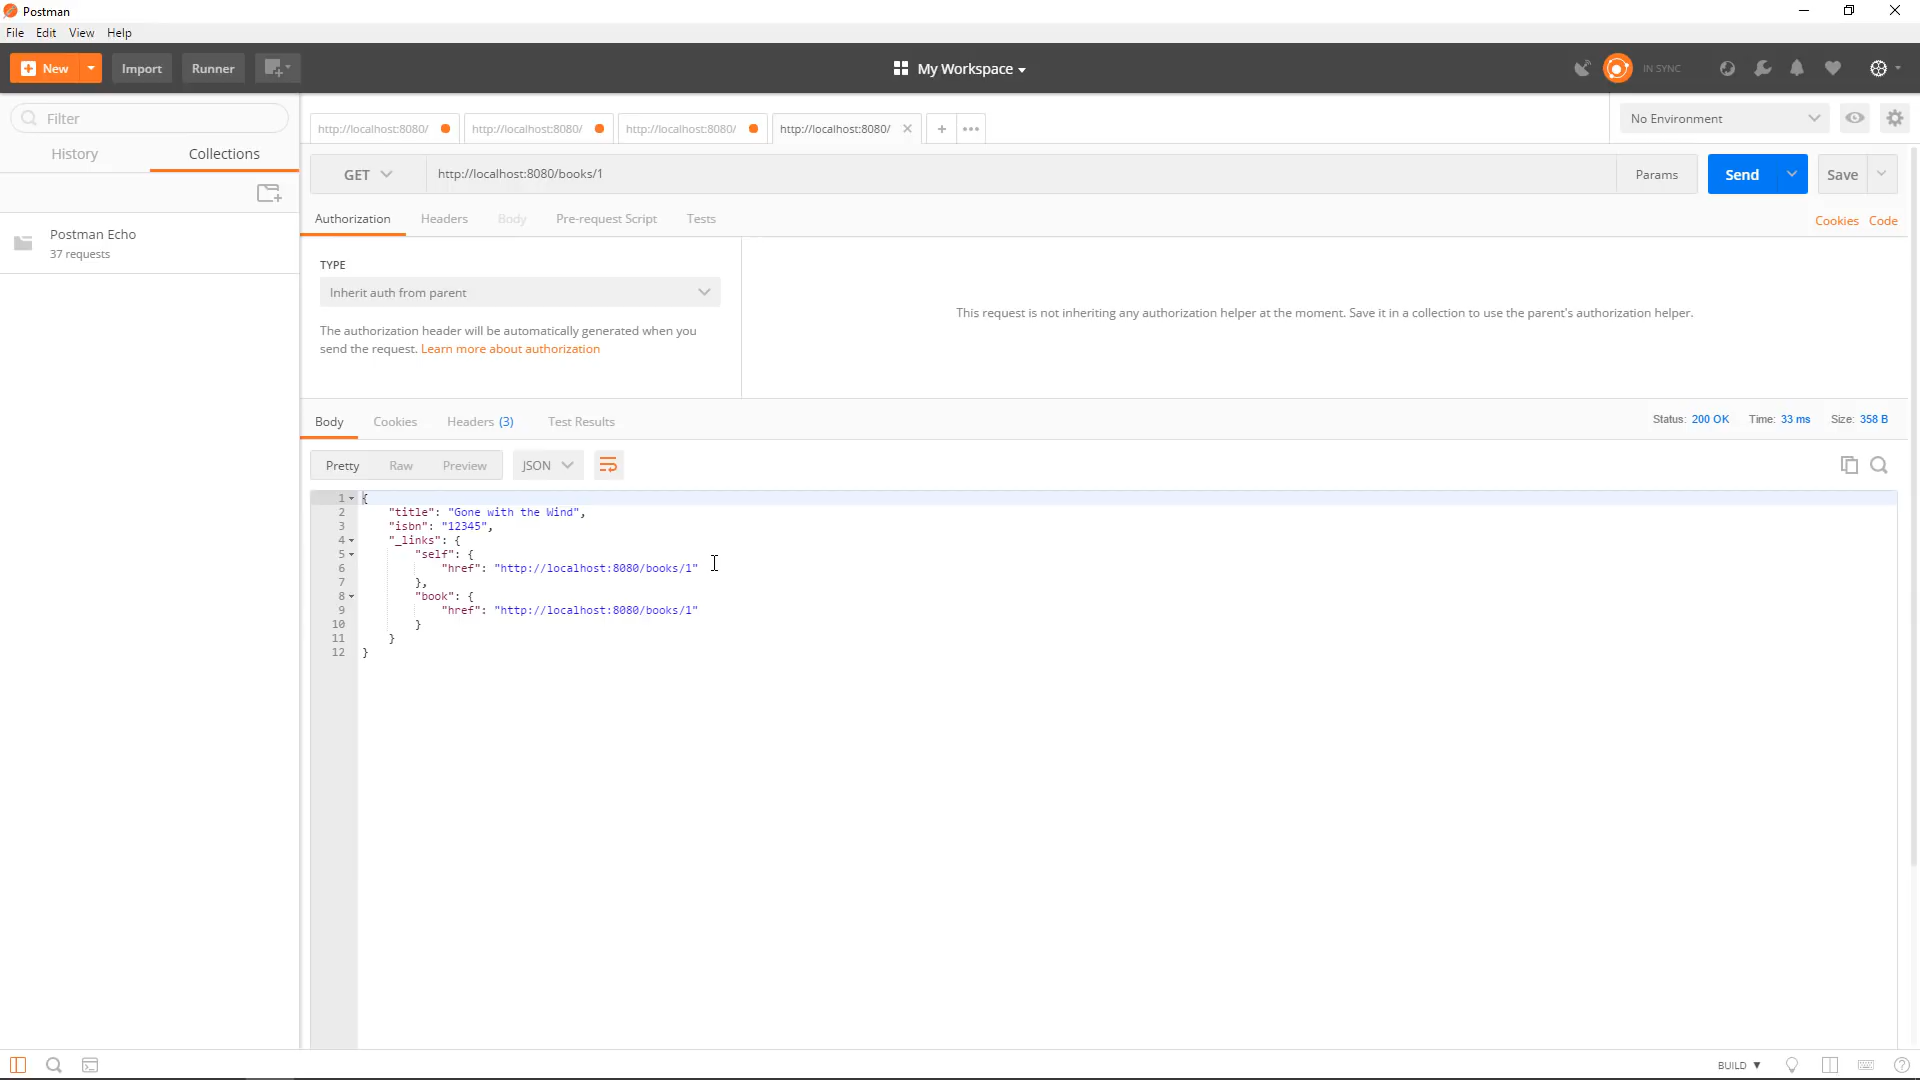 Postman
File Edit View Help
New Import Runner My Workspace IN SYNC
Filter
History Collections
Postman Echo
37 requests
http://localhost:8080/ http://localhost:8080/ http://localhost:8080/ http://localhost:8080/ No Environment
GET http://localhost:8080/books/1 Params Send Save
Authorization Headers Body Pre-request Script Tests Cookies Code
TYPE
Inherit auth from parent
The authorization header will be automatically generated when you
send the request. Learn more about authorization
This request is not inheriting any authorization helper at the moment. Save it in a collection to use the parent's authorization helper.
Body Cookies Headers (3) Test Results Status: 200 OK Time: 33 ms Size: 358 B
Pretty Raw Preview JSON
1 {
2 "title": "Gone with the Wind",
3 "isbn": "12345",
4 "_links": {
5 "self": {
6 "href": "http://localhost:8080/books/1"
7 },
8 "book": {
9 "href": "http://localhost:8080/books/1"
10 }
11 }
12 }
BUILD